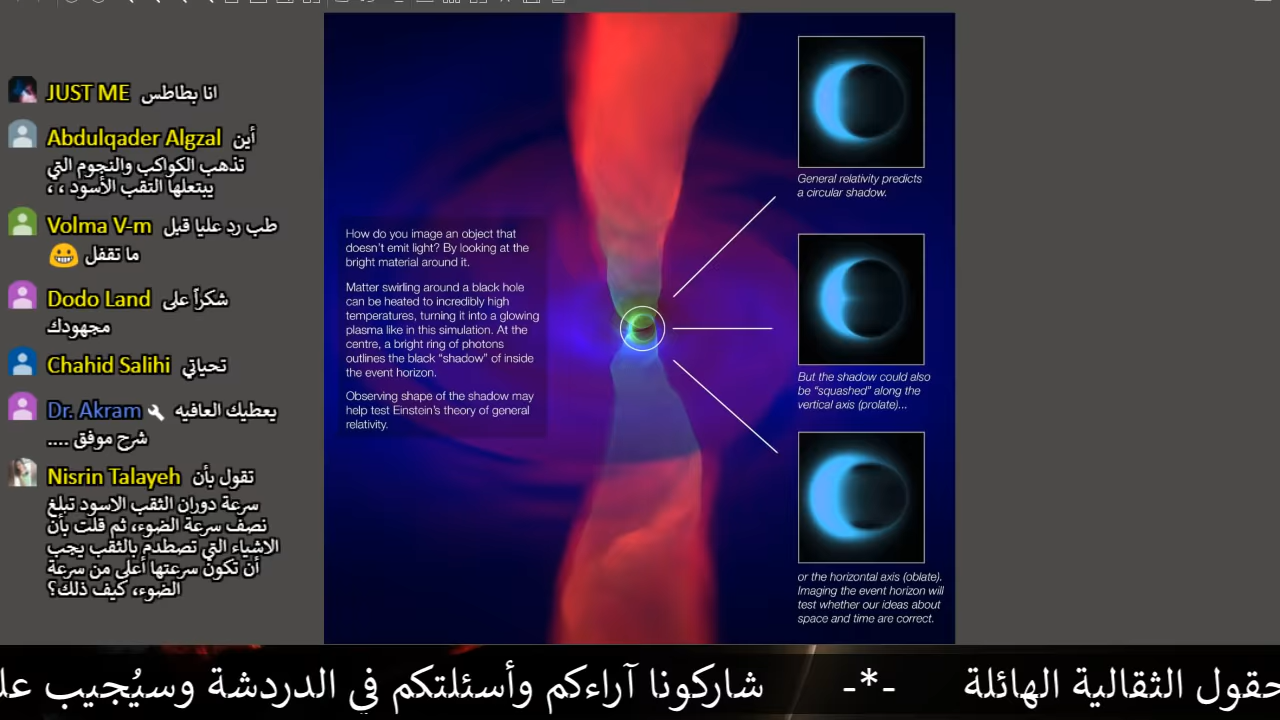 JUST ME انا بطاطس
Abdulqader Algzal أين
تذهب الكواكب والنجوم التي
يبتعلها التقب الأسود ، ،
Volma V-m طب رد عليا قبل
ما تقفل
Dodo Land شكراً على
مجهودك
Chahid Salihi تحياتي
Dr. Akram يعطيك العافيه
شرح موفق ....
Nisrin Talayeh تقول بأن
سرعة دوران الثقب الاسود تبلغ
نصف سرعة الضوء، ثم قلت بأن
الاشياء التي تصطدم بالثقب يجب
أن تكون سرعتها أعلى من سرعة
الضوء، كيف ذلك؟
How do you image an object that
doesn't emit light? By looking at the
bright material around it.
Matter swirling around a black hole
can be heated to incredibly high
temperatures, turning it into a glowing
plasma like in this simulation. At the
centre, a bright ring of photons
outlines the black "shadow" of inside
the event horizon.
Observing shape of the shadow may
help test Einstein's theory of general
relativity.
General relativity predicts
a circular shadow.
But the shadow could also
be "squashed" along the
vertical axis (prolate)...
or the horizontal axis (oblate).
Imaging the event horizon will
test whether our ideas about
space and time are correct.
حقول الثقالية الهائلة -*- شاركونا آراءكم وأسئلتكم في الدردشة وسيُجيب عل